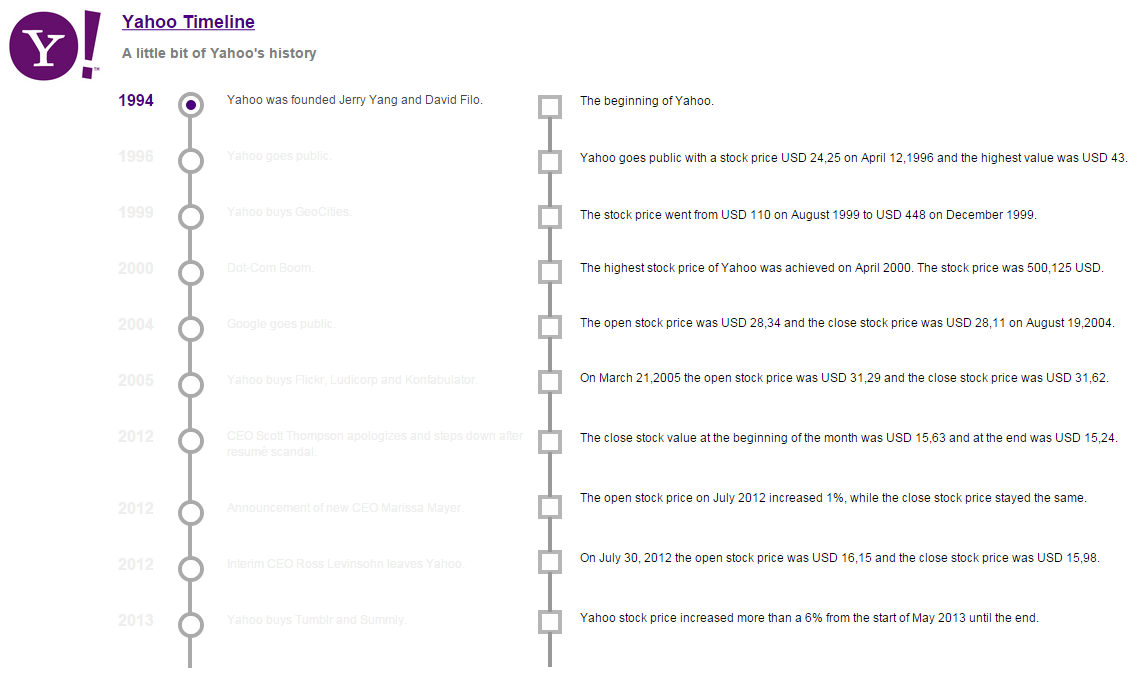 Y! ™
Yahoo Timeline
A little bit of Yahoo's history
1994 Yahoo was founded Jerry Yang and David Filo. The beginning of Yahoo.
1996 Yahoo goes public. Yahoo goes public with a stock price USD 24,25 on April 12,1996 and the highest value was USD 43.
1999 Yahoo buys GeoCities. The stock price went from USD 110 on August 1999 to USD 448 on December 1999.
2000 Dot-Com Boom. The highest stock price of Yahoo was achieved on April 2000. The stock price was 500,125 USD.
2004 Google goes public. The open stock price was USD 28,34 and the close stock price was USD 28,11 on August 19,2004.
2005 Yahoo buys Flickr, Ludicorp and Konfabulator. On March 21,2005 the open stock price was USD 31,29 and the close stock price was USD 31,62.
2012 CEO Scott Thompson apologizes and steps down after
resumé scandal. The close stock value at the beginning of the month was USD 15,63 and at the end was USD 15,24.
2012 Announcement of new CEO Marissa Mayer. The open stock price on July 2012 increased 1%, while the close stock price stayed the same.
2012 Interim CEO Ross Levinsohn leaves Yahoo. On July 30, 2012 the open stock price was USD 16,15 and the close stock price was USD 15,98.
2013 Yahoo buys Tumblr and Summly. Yahoo stock price increased more than a 6% from the start of May 2013 until the end.